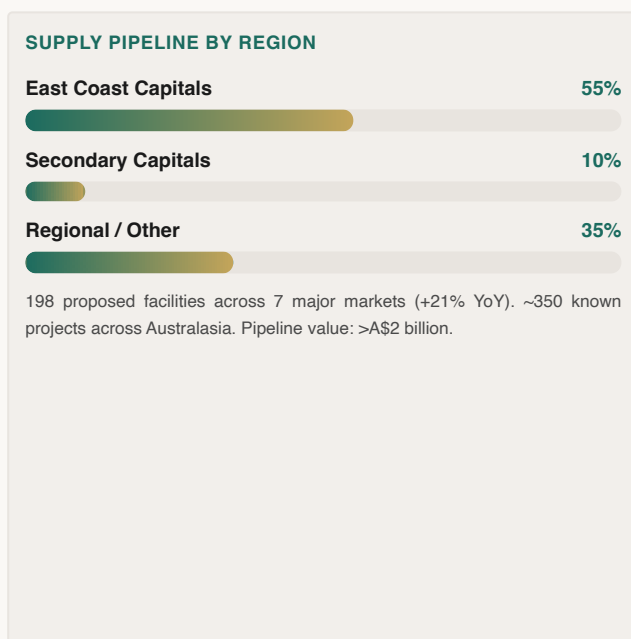 SUPPLY PIPELINE BY REGION
East Coast Capitals 55%
Secondary Capitals 10%
Regional / Other 35%
198 proposed facilities across 7 major markets (+21% YoY). ~350 known
projects across Australasia. Pipeline value: >A$2 billion.